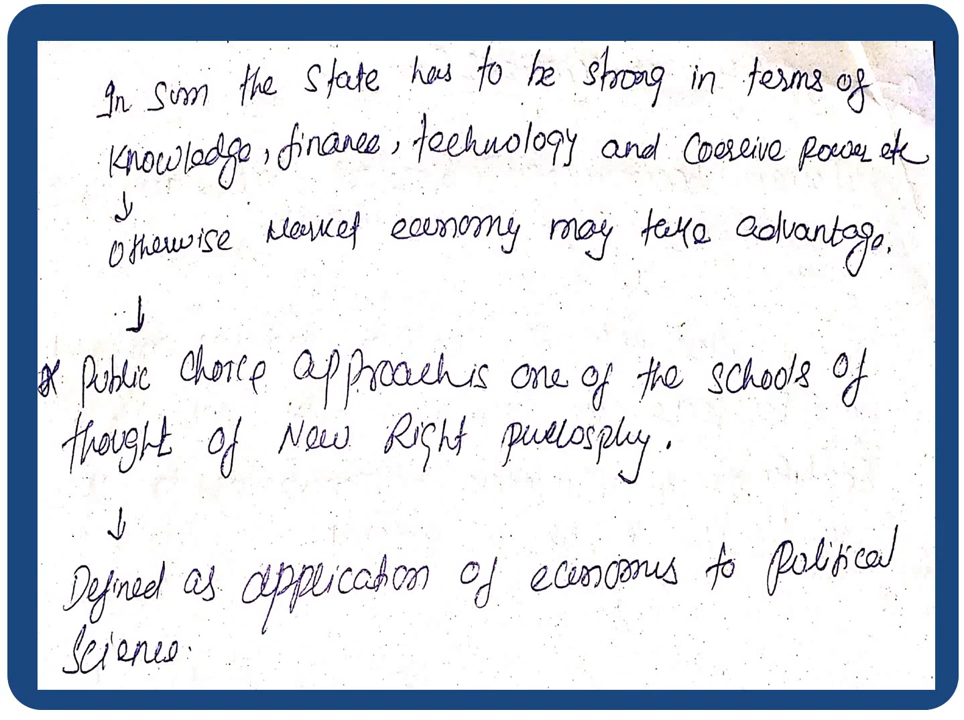 In Sum the State has to be strong in terms of
Knowledge, finance, technology and Coercive Power etc
↓
Otherwise Market economy may take advantage.
↓
* Public Choice approach is one of the schools of
thought of New Right philosphy.
↓
Defined as application of economis to Political
Science.